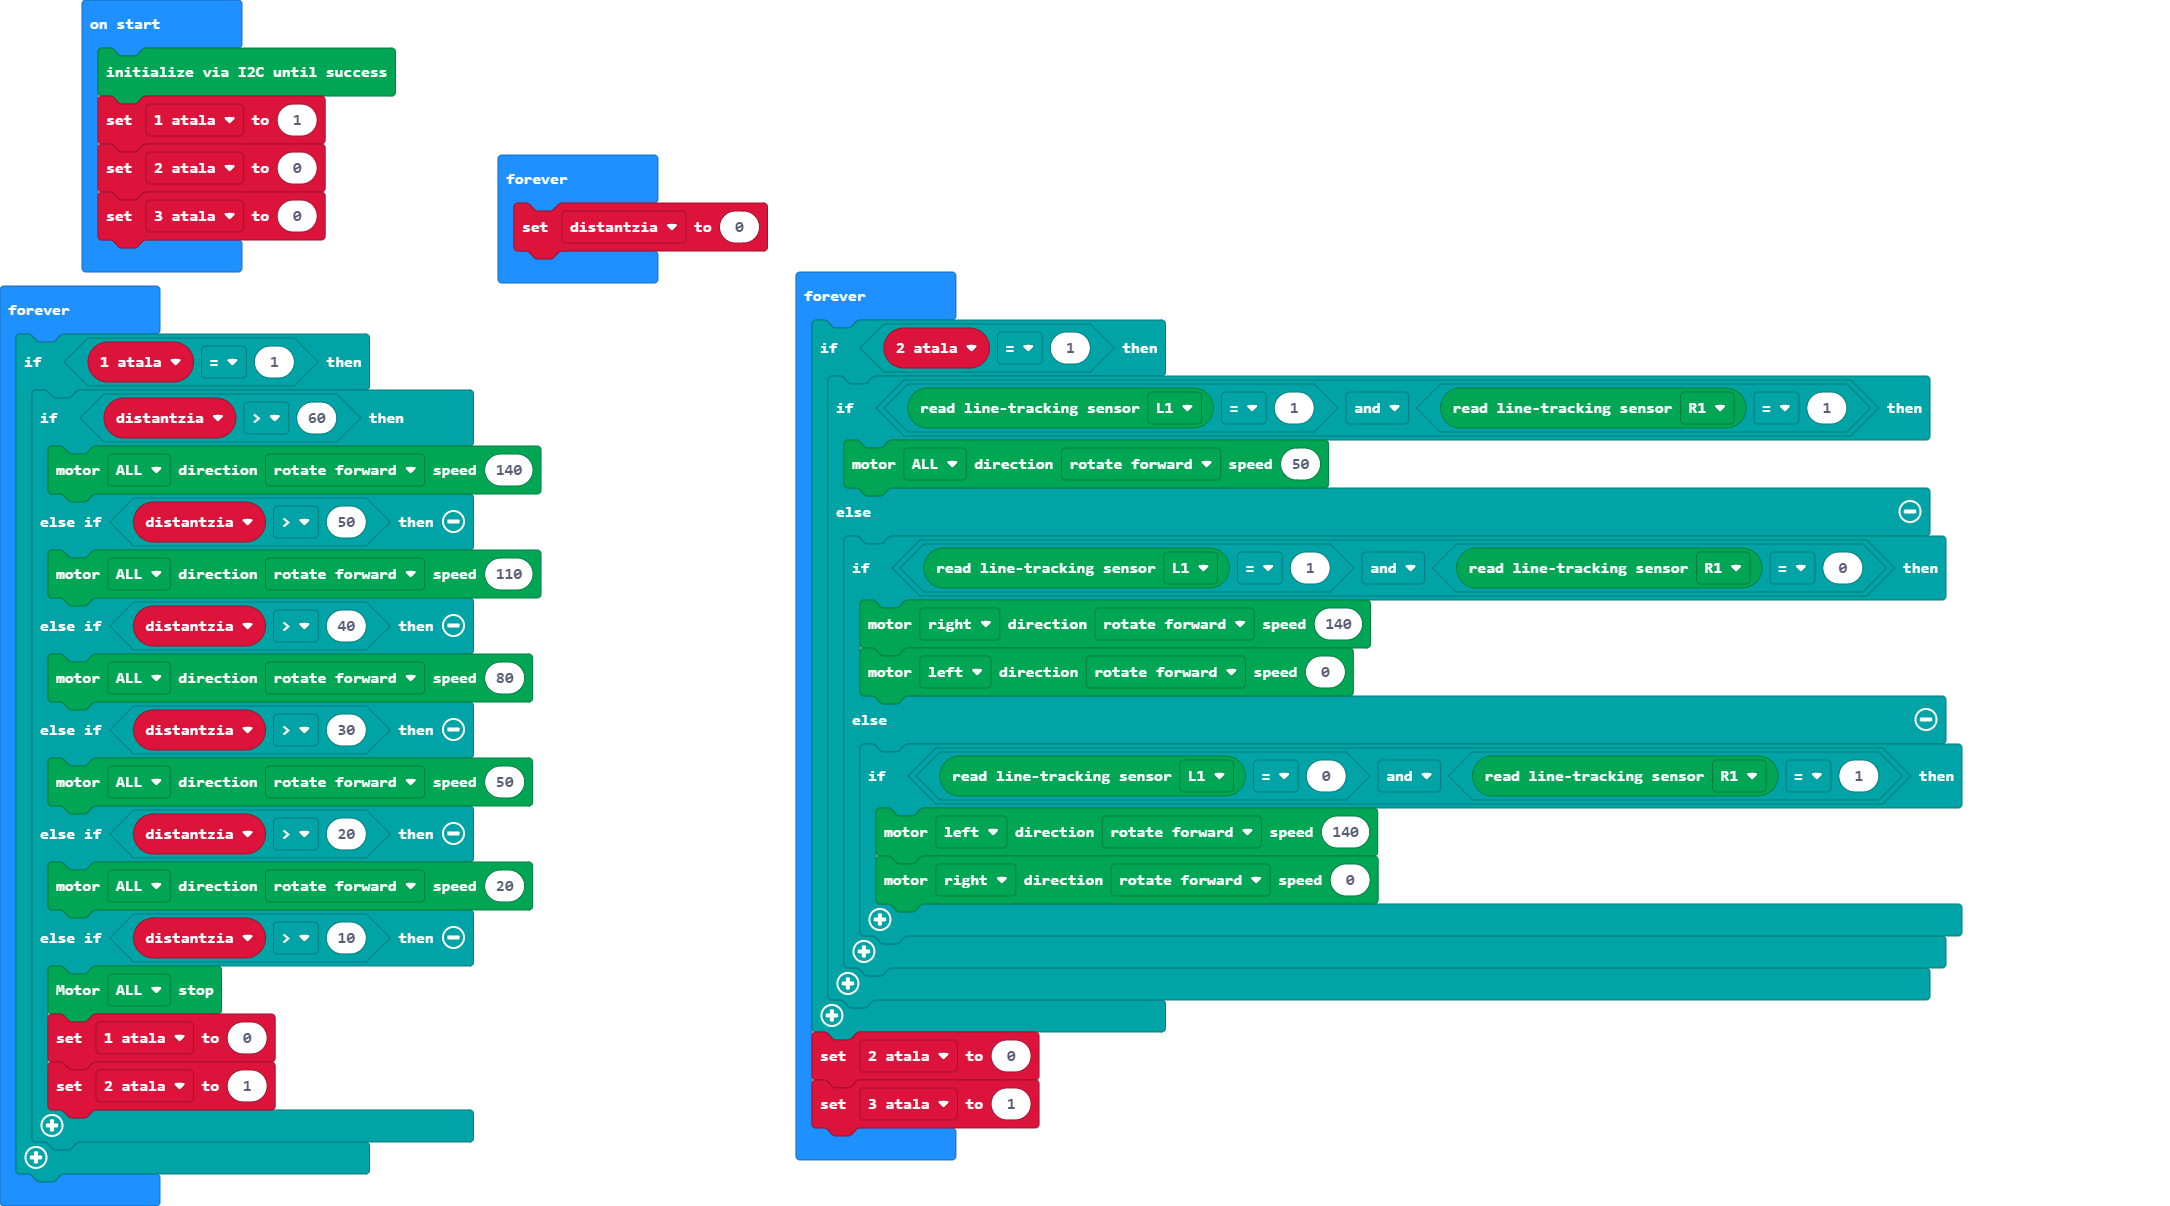 on start
initialize via I2C until success
set 1 atala to 1
set 2 atala to 0
set 3 atala to 0
forever
set distantzia to 0
forever
if 1 atala = 1 then
if distantzia > 60 then
motor ALL direction rotate forward speed 140
else if distantzia > 50 then
motor ALL direction rotate forward speed 110
else if distantzia > 40 then
motor ALL direction rotate forward speed 80
else if distantzia > 30 then
motor ALL direction rotate forward speed 50
else if distantzia > 20 then
motor ALL direction rotate forward speed 20
else if distantzia > 10 then
Motor ALL stop
set 1 atala to 0
set 2 atala to 1
forever
if 2 atala = 1 then
if read line-tracking sensor L1 = 1 and read line-tracking sensor R1 = 1 then
motor ALL direction rotate forward speed 50
else
if read line-tracking sensor L1 = 1 and read line-tracking sensor R1 = 0 then
motor right direction rotate forward speed 140
motor left direction rotate forward speed 0
else
if read line-tracking sensor L1 = 0 and read line-tracking sensor R1 = 1 then
motor left direction rotate forward speed 140
motor right direction rotate forward speed 0
set 2 atala to 0
set 3 atala to 1